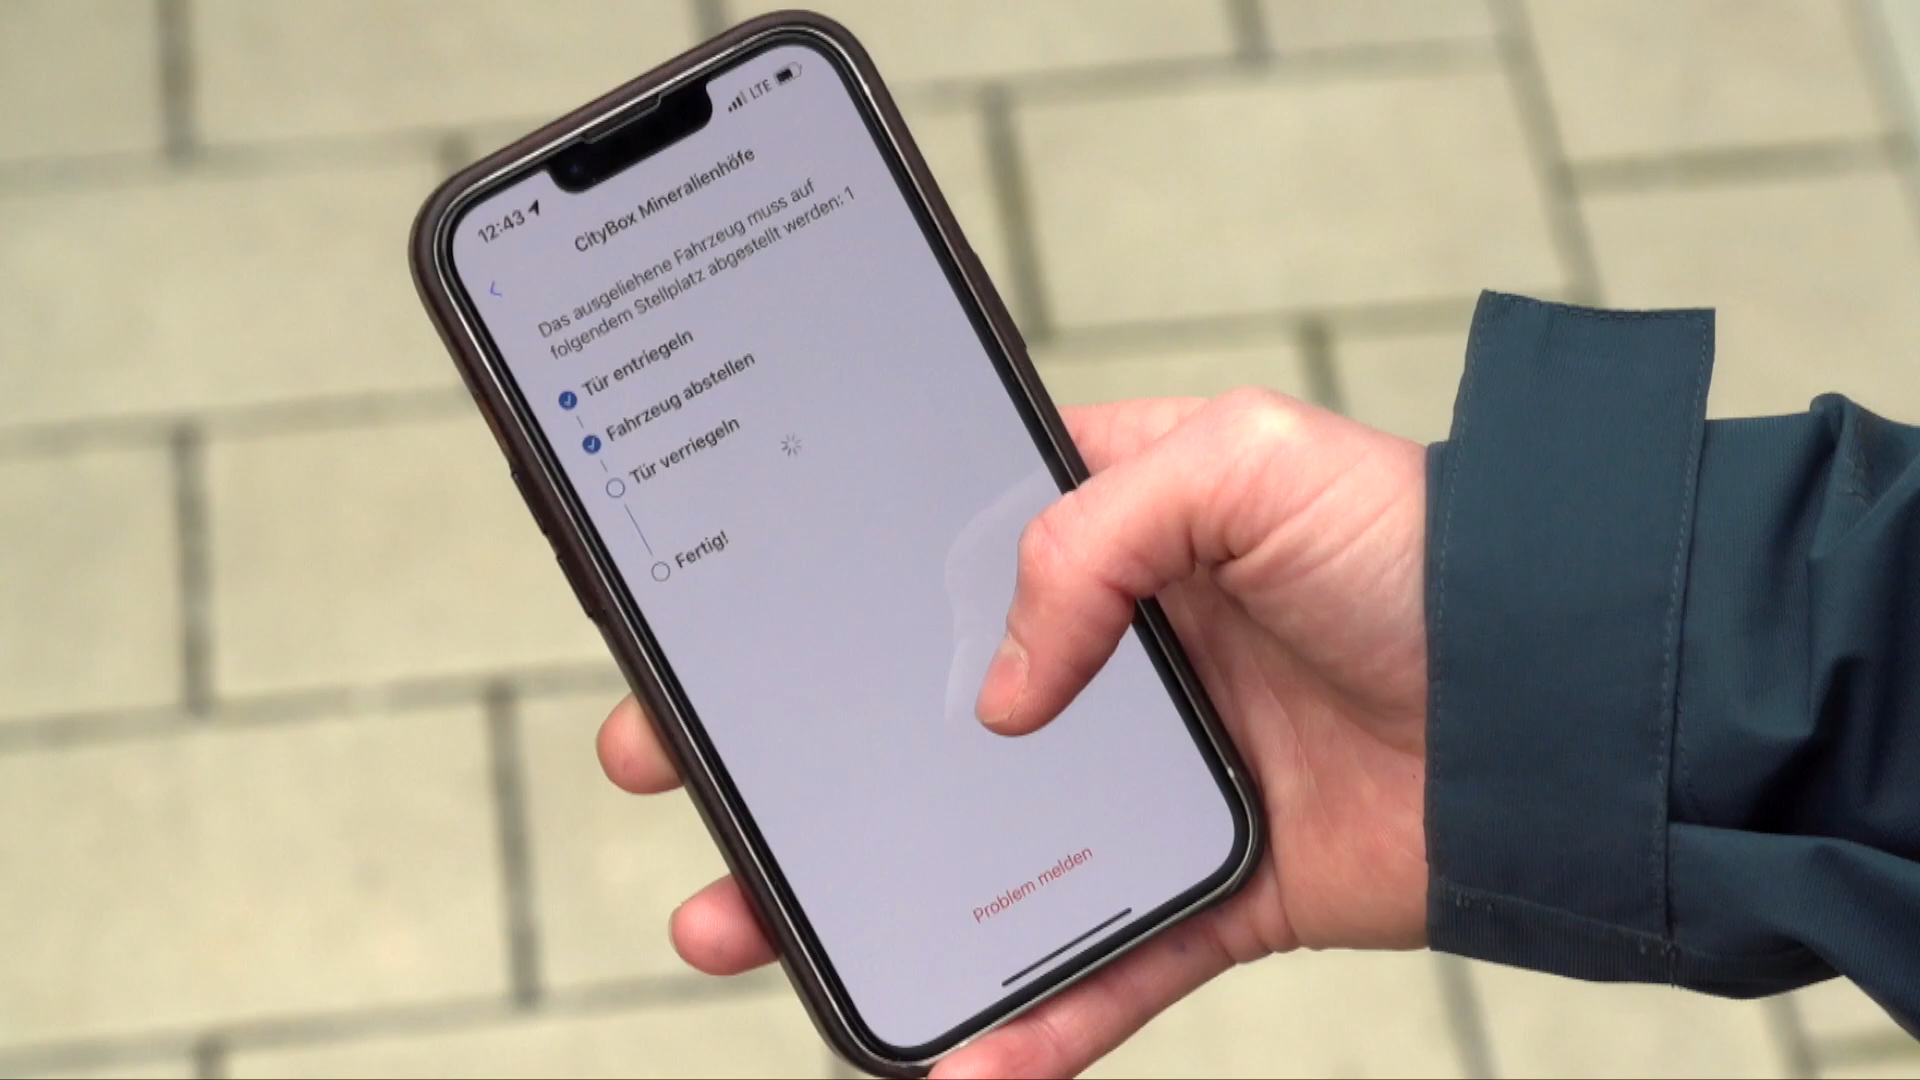 12:43
LTE
CityBox Mineralienhöfe
Das ausgeliehene Fahrzeug muss auf
folgendem Stellplatz abgestellt werden: 1
Tür entriegeln
Fahrzeug abstellen
Tür verriegeln
Fertig!
Problem melden